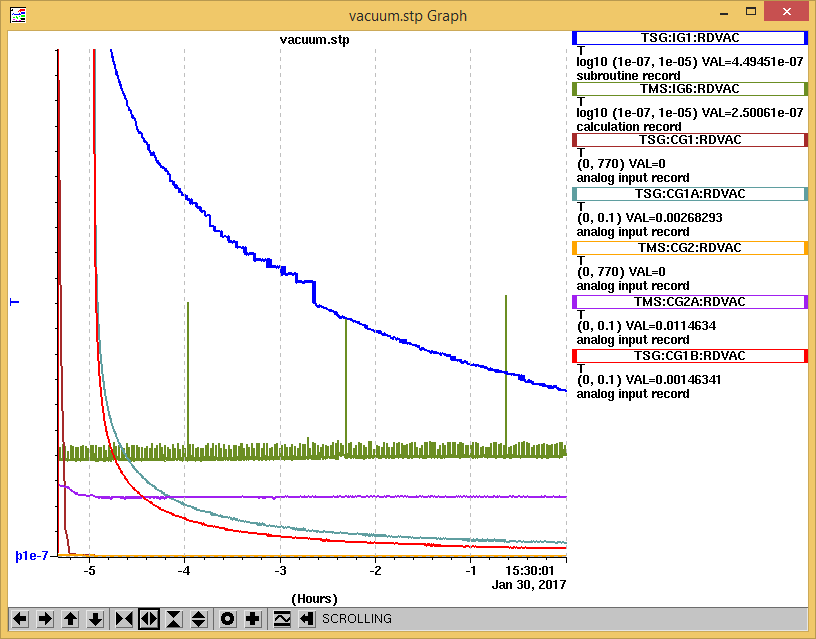 vacuum.stp Graph
vacuum.stp
TSG:IG1:RDVAC
T
log10 (1e-07, 1e-05) VAL=4.49451e-07
subroutine record
TMS:IG6:RDVAC
T
log10 (1e-07, 1e-05) VAL=2.50061e-07
calculation record
TSG:CG1:RDVAC
T
(0, 770) VAL=0
analog input record
TSG:CG1A:RDVAC
T
(0, 0.1) VAL=0.00268293
analog input record
TMS:CG2:RDVAC
T
(0, 770) VAL=0
analog input record
TMS:CG2A:RDVAC
T
(0, 0.1) VAL=0.0114634
analog input record
TSG:CG1B:RDVAC
T
(0, 0.1) VAL=0.00146341
analog input record
T
1e-7
-5 -4 -3 -2 -1 15:30:01
Jan 30, 2017
(Hours)
SCROLLING